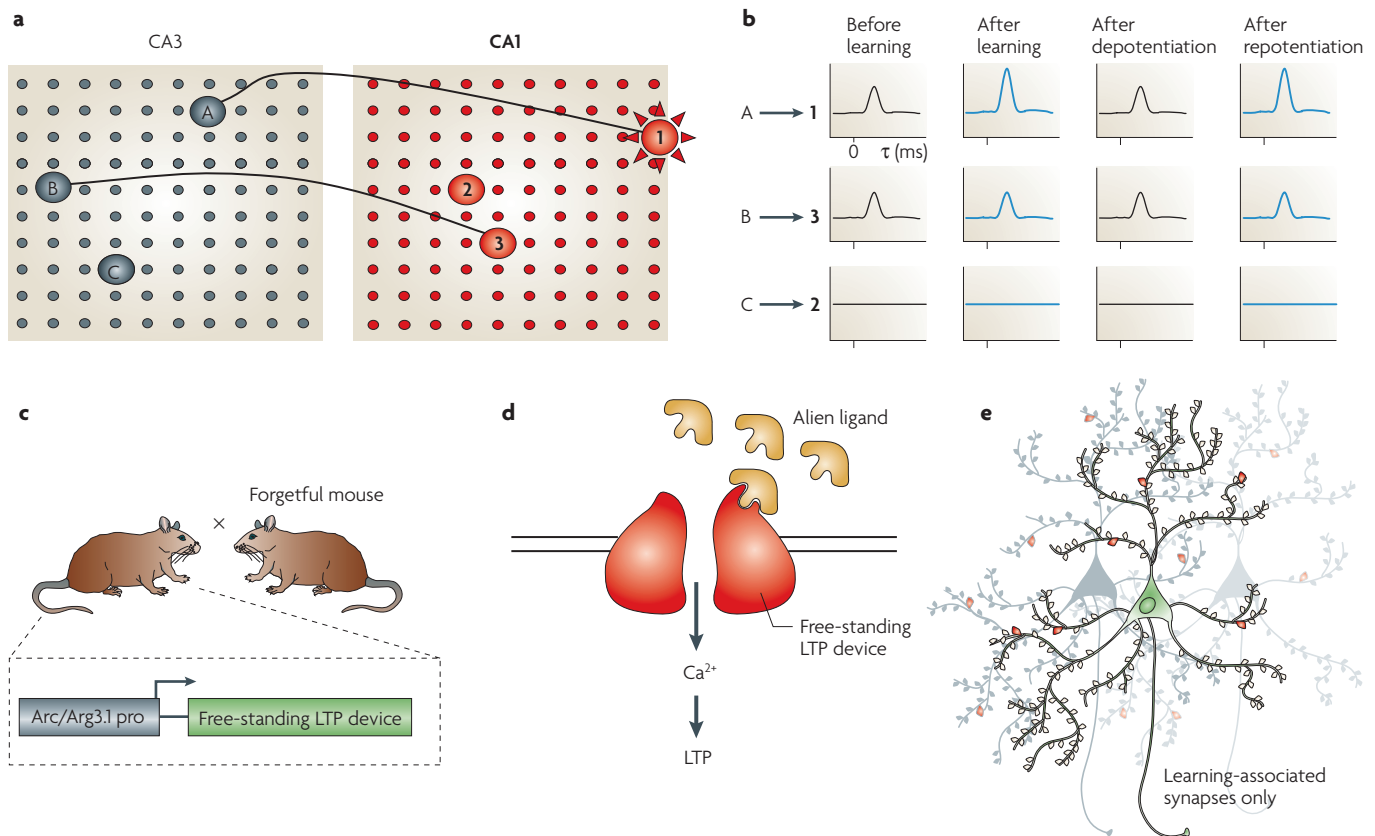 a
CA3
CA1
A
B
C
1
2
3
b
Before
learning
After
learning
After
depotentiation
After
repotentiation
A
1
0
τ (ms)
B
3
C
2
c
Forgetful mouse
×
Arc/Arg3.1 pro
Free-standing LTP device
d
Alien ligand
Free-standing
LTP device
Ca²⁺
LTP
e
Learning-associated
synapses only